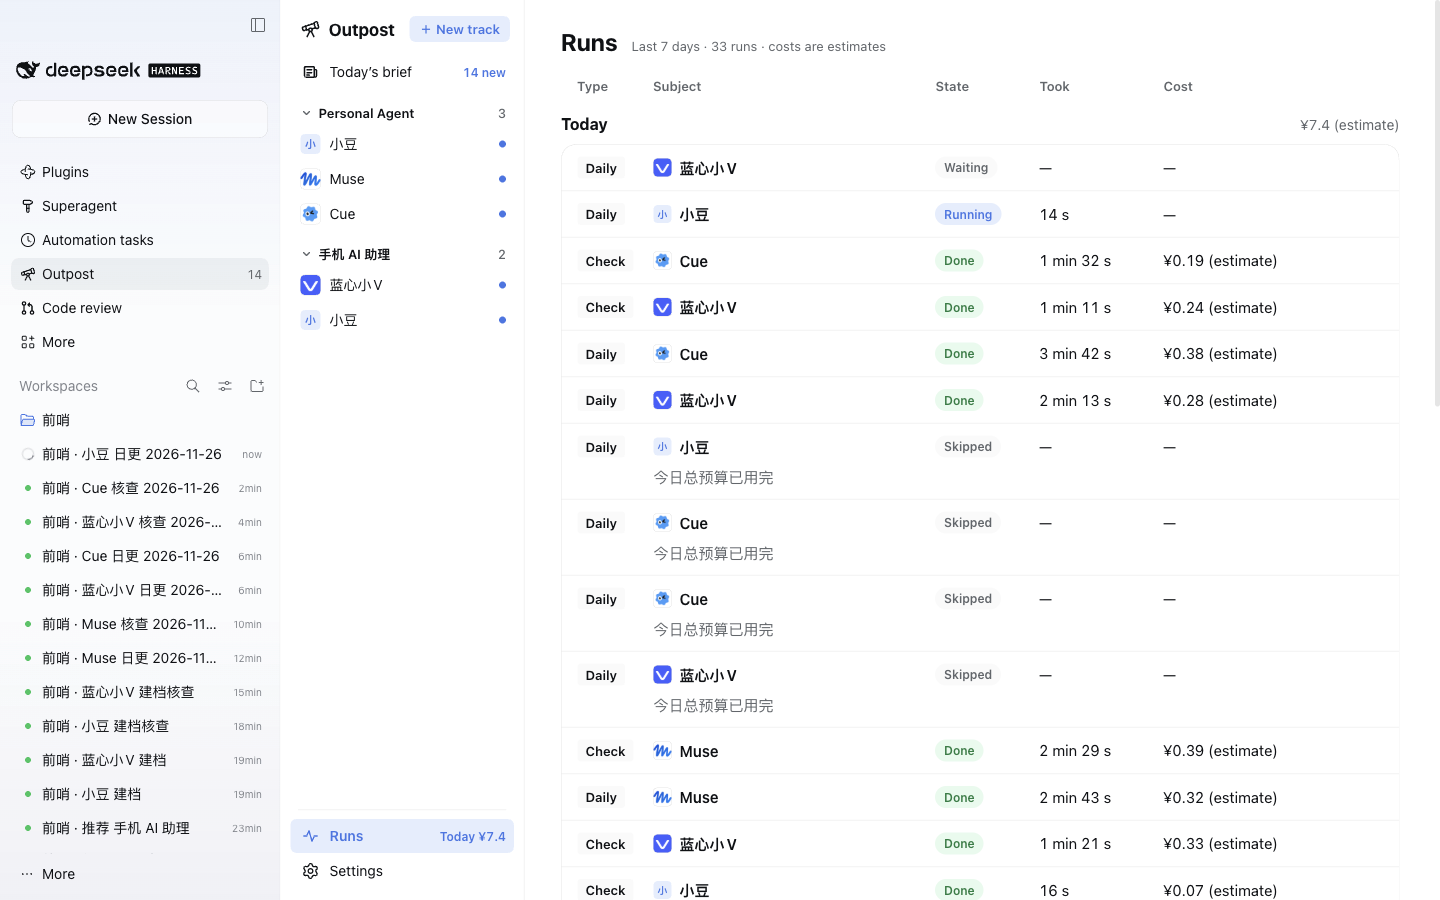 deepseek HARNESS
New Session
Plugins
Superagent
Automation tasks
Outpost 14
Code review
More
Workspaces
前哨
前哨 · 小豆 日更 2026-11-26 now
前哨 · Cue 核查 2026-11-26 2min
前哨 · 蓝心小V 核查 2026-... 4min
前哨 · Cue 日更 2026-11-26 6min
前哨 · 蓝心小V 日更 2026-... 6min
前哨 · Muse 核查 2026-11... 10min
前哨 · Muse 日更 2026-11... 12min
前哨 · 蓝心小V 建档核查 15min
前哨 · 小豆 建档核查 18min
前哨 · 蓝心小V 建档 19min
前哨 · 小豆 建档 19min
前哨 · 推荐 手机 AI 助理 23min
More
Outpost
+ New track
Today's brief 14 new
Personal Agent 3
小 小豆
Muse
Cue
手机 AI 助理 2
蓝心小V
小 小豆
Runs Today ¥7.4
Settings
Runs Last 7 days · 33 runs · costs are estimates
Type Subject State Took Cost
Today ¥7.4 (estimate)
Daily 蓝心小V Waiting — —
Daily 小 小豆 Running 14 s —
Check Cue Done 1 min 32 s ¥0.19 (estimate)
Check 蓝心小V Done 1 min 11 s ¥0.24 (estimate)
Daily Cue Done 3 min 42 s ¥0.38 (estimate)
Daily 蓝心小V Done 2 min 13 s ¥0.28 (estimate)
Daily 小 小豆 Skipped — —
今日总预算已用完
Daily Cue Skipped — —
今日总预算已用完
Daily Cue Skipped — —
今日总预算已用完
Daily 蓝心小V Skipped — —
今日总预算已用完
Check Muse Done 2 min 29 s ¥0.39 (estimate)
Daily Muse Done 2 min 43 s ¥0.32 (estimate)
Check 蓝心小V Done 1 min 21 s ¥0.33 (estimate)
Check 小 小豆 Done 16 s ¥0.07 (estimate)